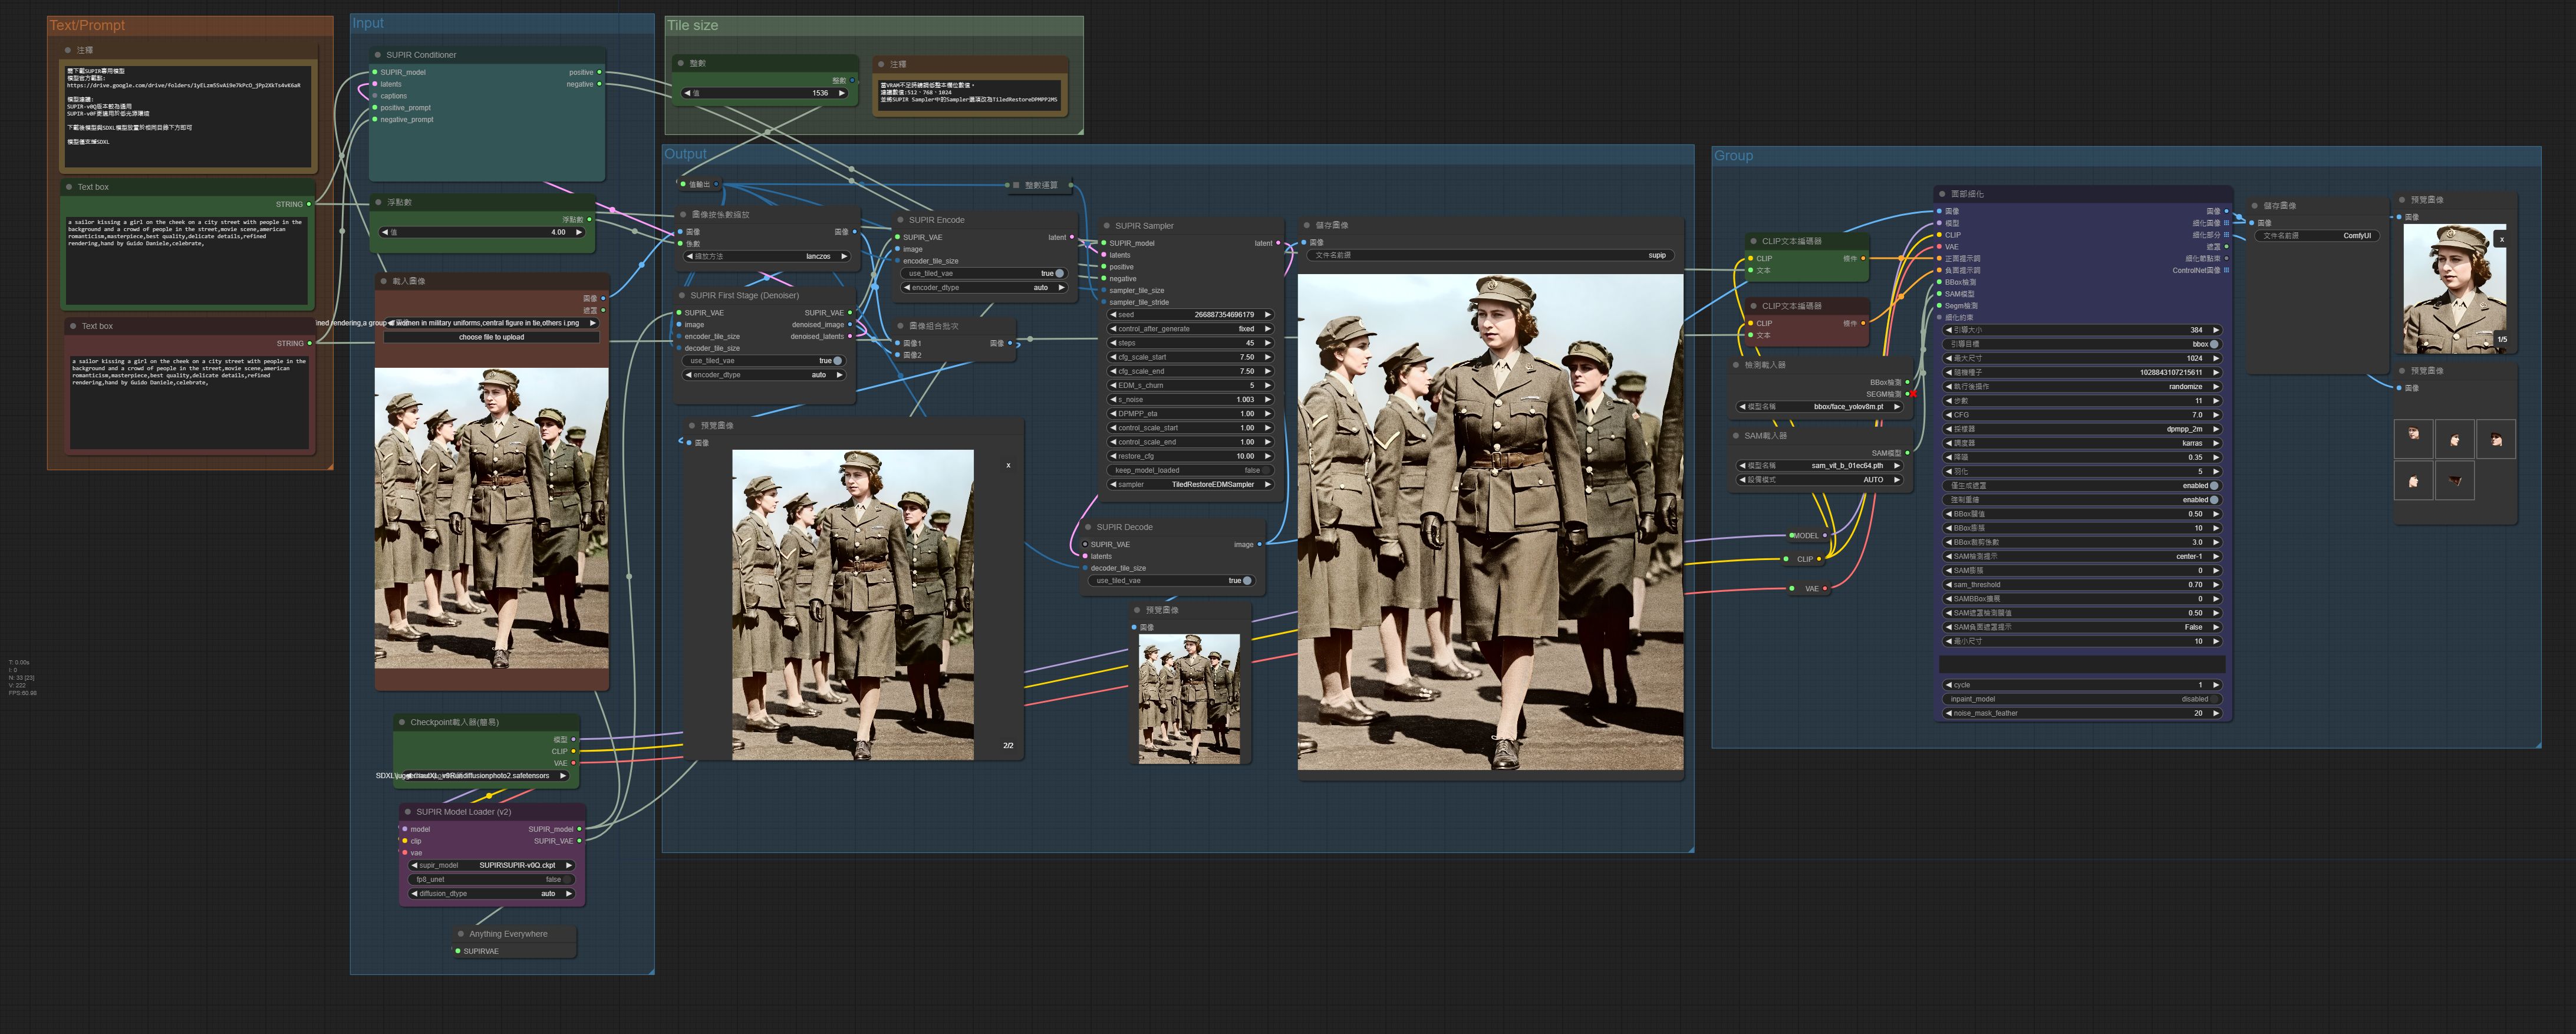 Text/Prompt
注釋
https://drive.google.com/drive/folders/1yELzm5SvAi9e7kPcO_jPp2XkTs4vK6aR
模型僅支援SDXL
Text box
STRING
a sailor kissing a girl on the cheek on a city street with people in the
background and a crowd of people in the street,movie scene,american
romanticism,masterpiece,best quality,delicate details,refined
rendering,hand by Guido Daniele,celebrate,
Text box
STRING
a sailor kissing a girl on the cheek on a city street with people in the
background and a crowd of people in the street,movie scene,american
romanticism,masterpiece,best quality,delicate details,refined
rendering,hand by Guido Daniele,celebrate,
T: 0.00s
I: 0
N: 33 [23]
V: 222
FPS:60.98
Input
SUPIR Conditioner
SUPIR_model positive
latents negative
captions
positive_prompt
negative_prompt
浮點數
浮點數
值 4.00
載入圖像
圖像
遮罩
women in military uniforms,central figure in tie,others i.png
choose file to upload
Checkpoint載入器(簡易)
模型
CLIP
VAE
SUPIR Model Loader (v2)
model SUPIR_model
clip SUPIR_VAE
vae
supir_model SUPIR\SUPIR-v0Q.ckpt
fp8_unet false
diffusion_dtype auto
Anything Everywhere
SUPIRVAE
Tile size
整數
整數
值 1536
注釋
Output
值輸出
整數運算
圖像按係數縮放
圖像 圖像
係數
縮放方法 lanczos
SUPIR First Stage (Denoiser)
SUPIR_VAE SUPIR_VAE
image denoised_image
encoder_tile_size denoised_latents
decoder_tile_size
use_tiled_vae true
encoder_dtype auto
SUPIR Encode
SUPIR_VAE latent
image
encoder_tile_size
use_tiled_vae true
encoder_dtype auto
圖像組合批次
圖像1 圖像
圖像2
預覽圖像
圖像
x
2/2
SUPIR Sampler
SUPIR_model latent
latents
positive
negative
sampler_tile_size
sampler_tile_stride
seed 266887354696179
control_after_generate fixed
steps 45
cfg_scale_start 7.50
cfg_scale_end 7.50
EDM_s_churn 5
s_noise 1.003
DPMPP_eta 1.00
control_scale_start 1.00
control_scale_end 1.00
restore_cfg 10.00
keep_model_loaded false
sampler TiledRestoreEDMSampler
SUPIR Decode
SUPIR_VAE image
latents
decoder_tile_size
use_tiled_vae true
預覽圖像
圖像
儲存圖像
圖像
文件名前綴 supip
Group
CLIP文本編碼器
CLIP 條件
文本
CLIP文本編碼器
CLIP 條件
文本
檢測載入器
BBox檢測
SEGM檢測
模型名稱 bbox/face_yolov8m.pt
SAM載入器
SAM模型
模型名稱 sam_vit_b_01ec64.pth
設備模式 AUTO
MODEL
CLIP
VAE
面部細化
圖像 圖像
模型 細化圖像
CLIP 細化部分
VAE 遮罩
正面提示詞 細化節點束
負面提示詞 ControlNet圖像
BBox檢測
SAM模型
Segm檢測
細化約束
引導大小 384
引導目標 bbox
最大尺寸 1024
隨機種子 1028843107215611
執行後操作 randomize
步數 11
CFG 7.0
採樣器 dpmpp_2m
調度器 karras
降噪 0.35
羽化 5
僅生成遮罩 enabled
強制重繪 enabled
BBox閾值 0.50
BBox膨脹 10
BBox裁剪係數 3.0
SAM檢測提示 center-1
SAM膨脹 0
sam_threshold 0.70
SAMBBox擴展 0
SAM遮罩檢測閾值 0.50
SAM負面遮罩提示 False
最小尺寸 10
cycle 1
inpaint_model disabled
noise_mask_feather 20
儲存圖像
圖像
文件名前綴 ComfyUI
預覽圖像
圖像
x
1/5
預覽圖像
圖像